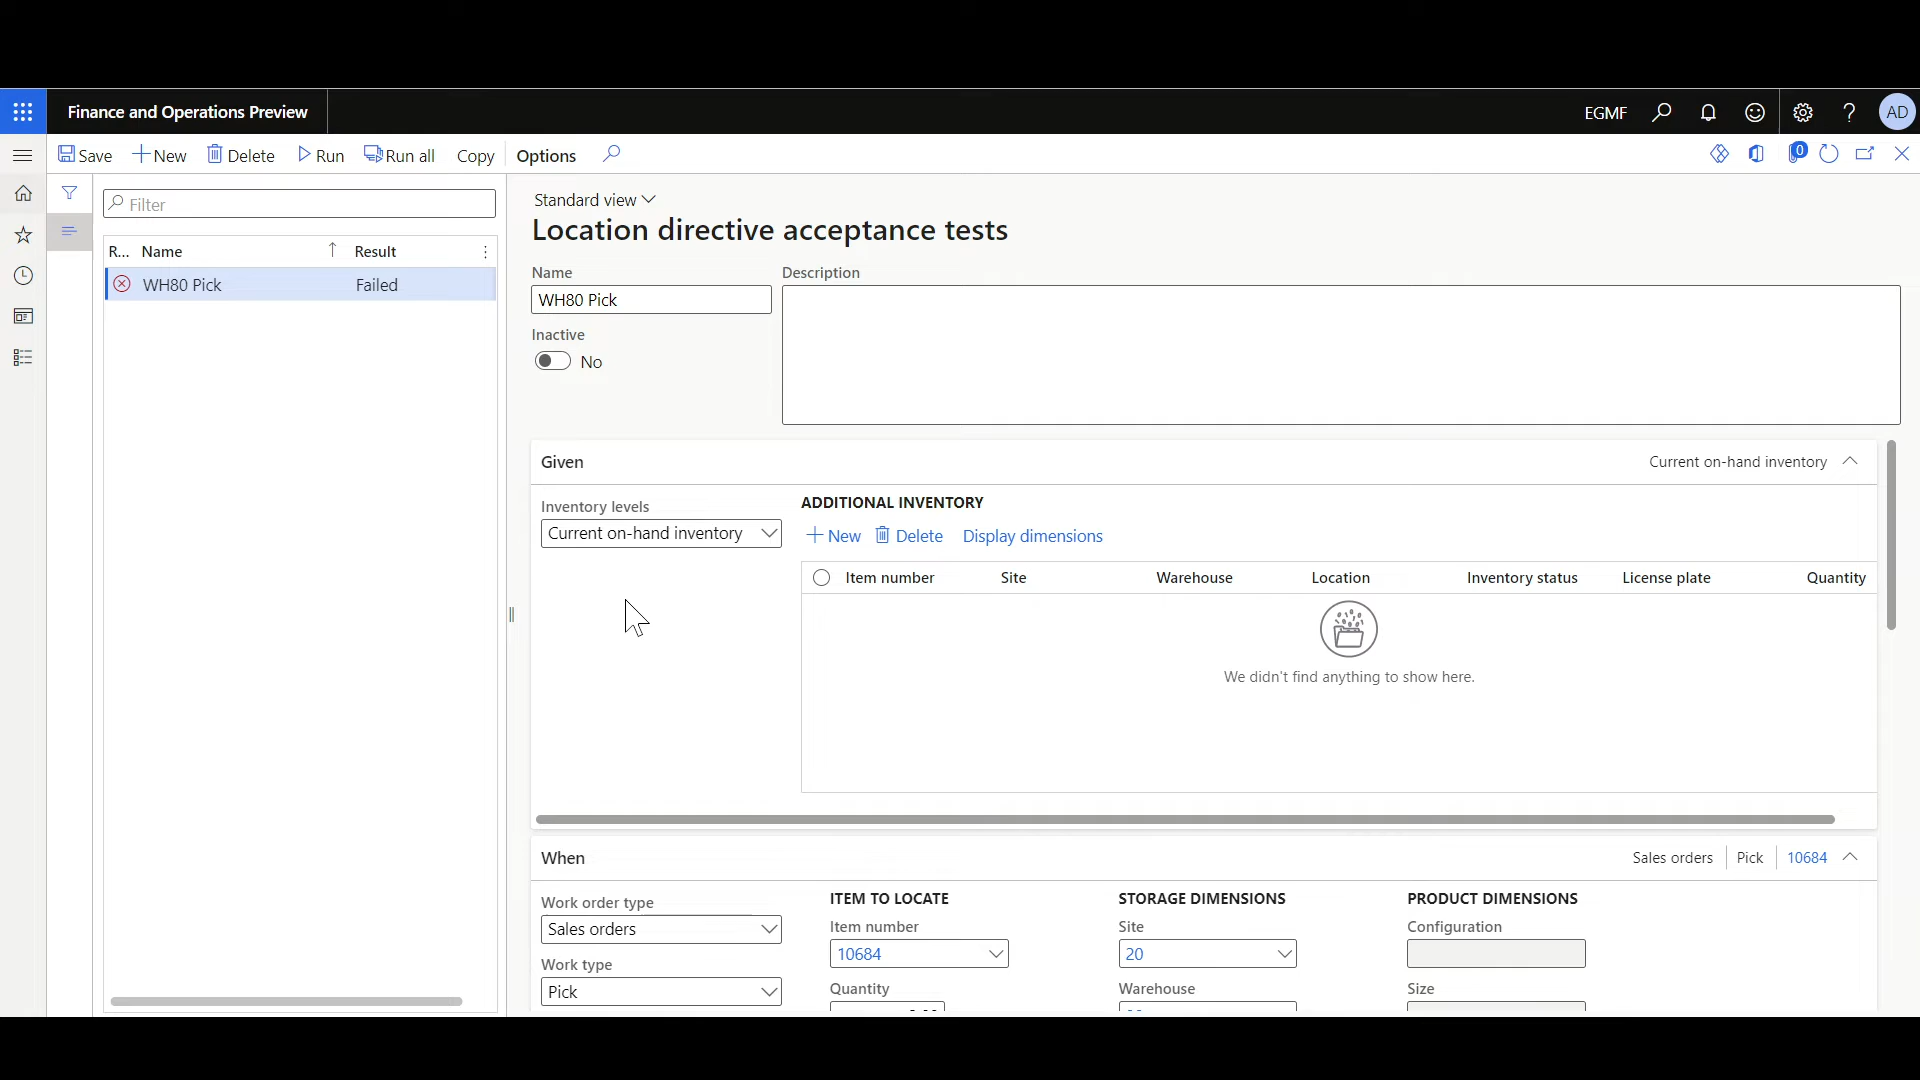 Finance and Operations Preview
EGMF
AD
Save New Delete Run Run all Copy Options
0
Filter
R... Name Result
WH80 Pick Failed
Standard view
Location directive acceptance tests
Name
WH80 Pick
Description
Inactive
No
Given
Current on-hand inventory
Inventory levels
Current on-hand inventory
ADDITIONAL INVENTORY
New Delete Display dimensions
Item number Site Warehouse Location Inventory status License plate Quantity
We didn't find anything to show here.
When
Sales orders Pick 10684
Work order type
Sales orders
Work type
Pick
ITEM TO LOCATE
Item number
10684
Quantity
STORAGE DIMENSIONS
Site
20
Warehouse
PRODUCT DIMENSIONS
Configuration
Size